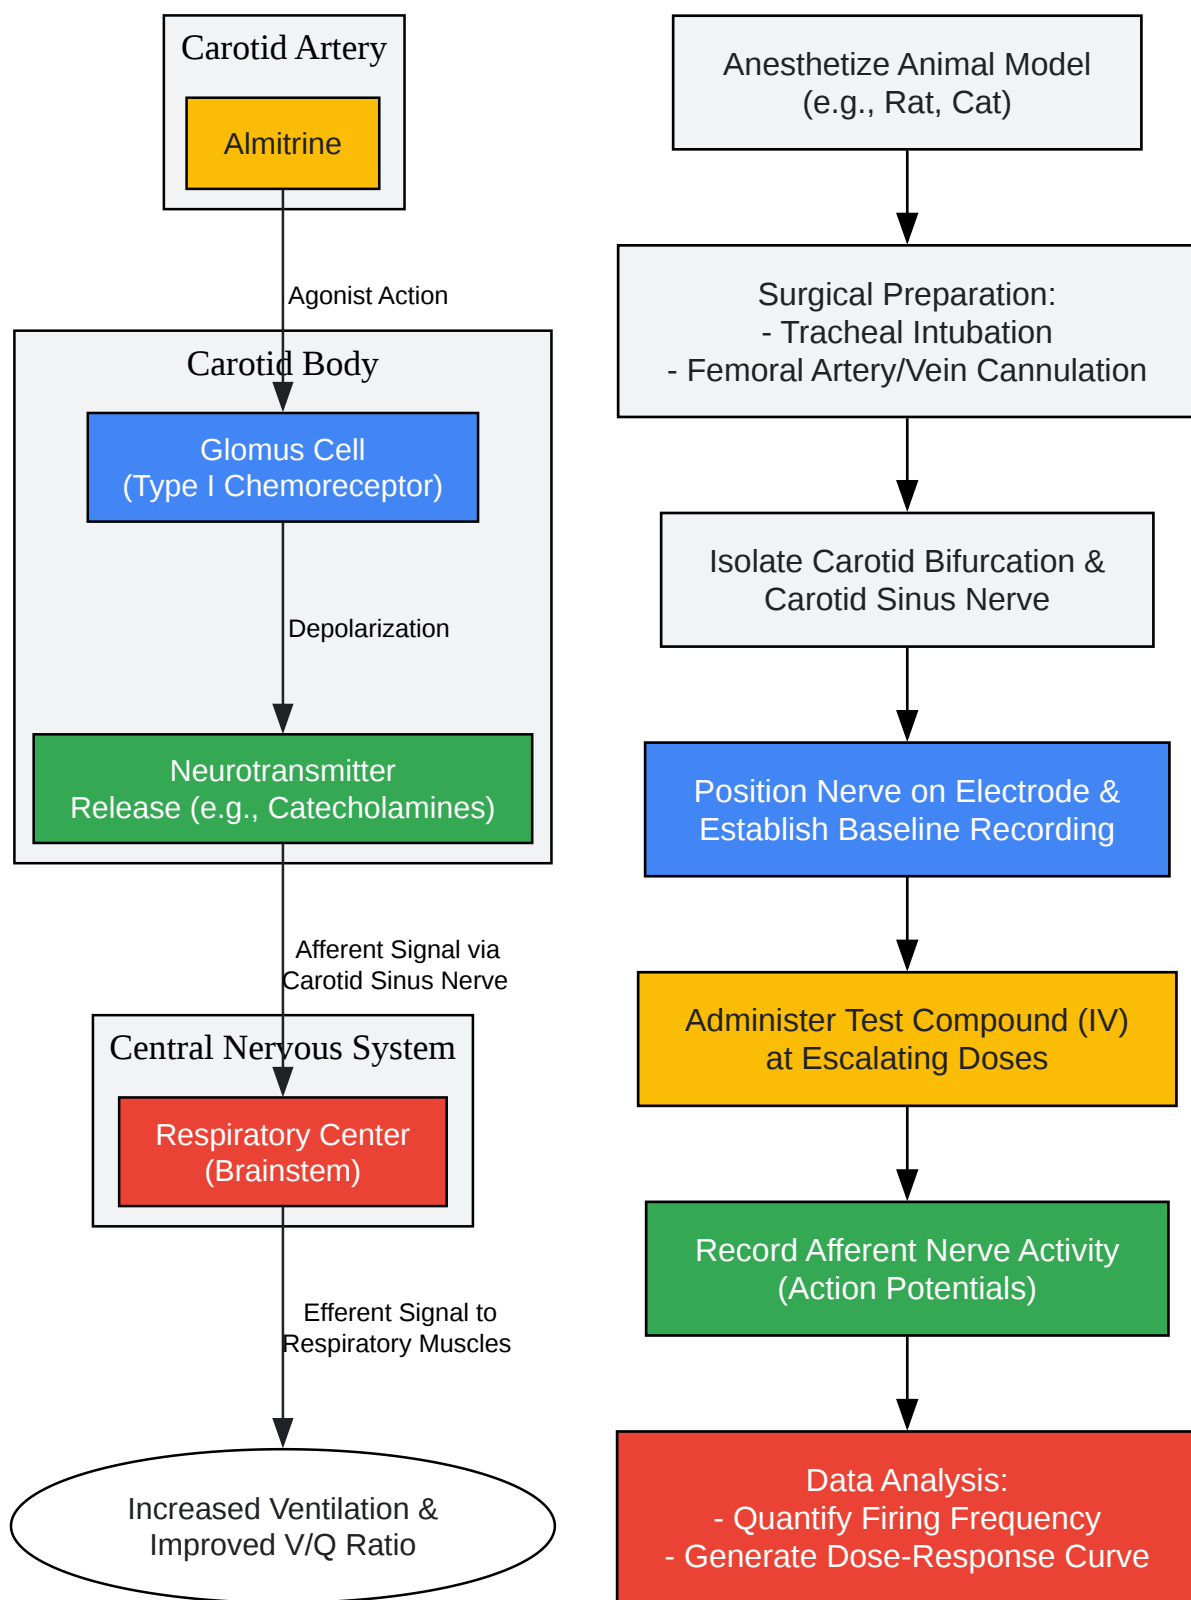 Carotid Artery
Almitrine
Agonist Action
Carotid Body
Glomus Cell
(Type I Chemoreceptor)
Depolarization
Neurotransmitter
Release (e.g., Catecholamines)
Afferent Signal via
Carotid Sinus Nerve
Central Nervous System
Respiratory Center
(Brainstem)
Efferent Signal to
Respiratory Muscles
Increased Ventilation &
Improved V/Q Ratio
Anesthetize Animal Model
(e.g., Rat, Cat)
Surgical Preparation:
- Tracheal Intubation
- Femoral Artery/Vein Cannulation
Isolate Carotid Bifurcation &
Carotid Sinus Nerve
Position Nerve on Electrode &
Establish Baseline Recording
Administer Test Compound (IV)
at Escalating Doses
Record Afferent Nerve Activity
(Action Potentials)
Data Analysis:
- Quantify Firing Frequency
- Generate Dose-Response Curve